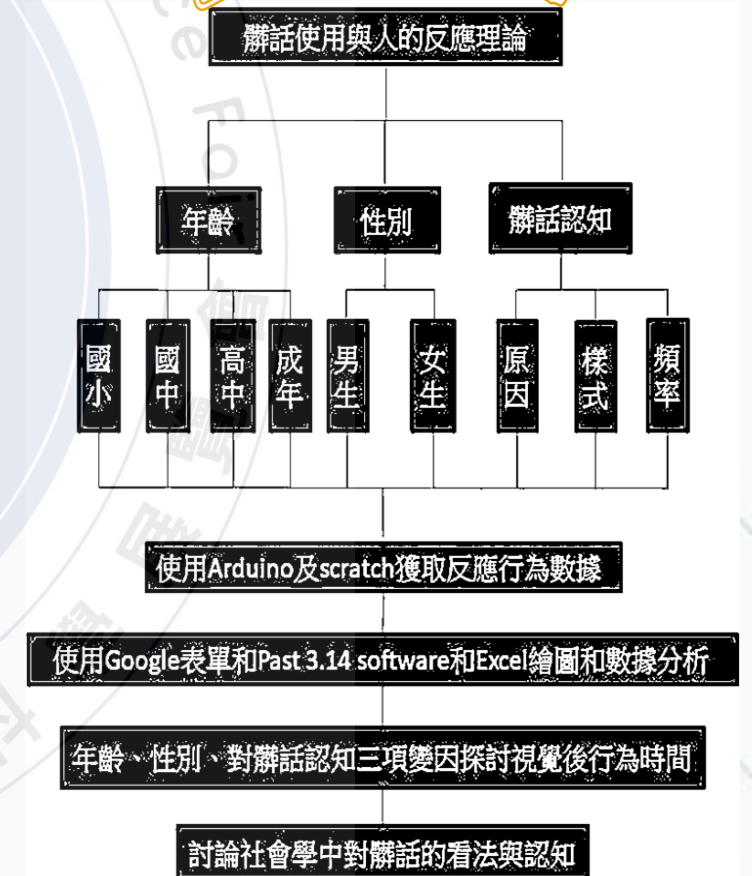 髒話使用與人的反應理論
年齡
性別
髒話認知
國小
國中
高中
成年
男生
女生
原因
樣式
頻率
使用Arduino及scratch獲取反應行為數據
使用Google表單和Past 3.14 software和Excel繪圖和數據分析
年齡、性別、對髒話認知三項變因探討視覺後行為時間
討論社會學中對髒話的看法與認知